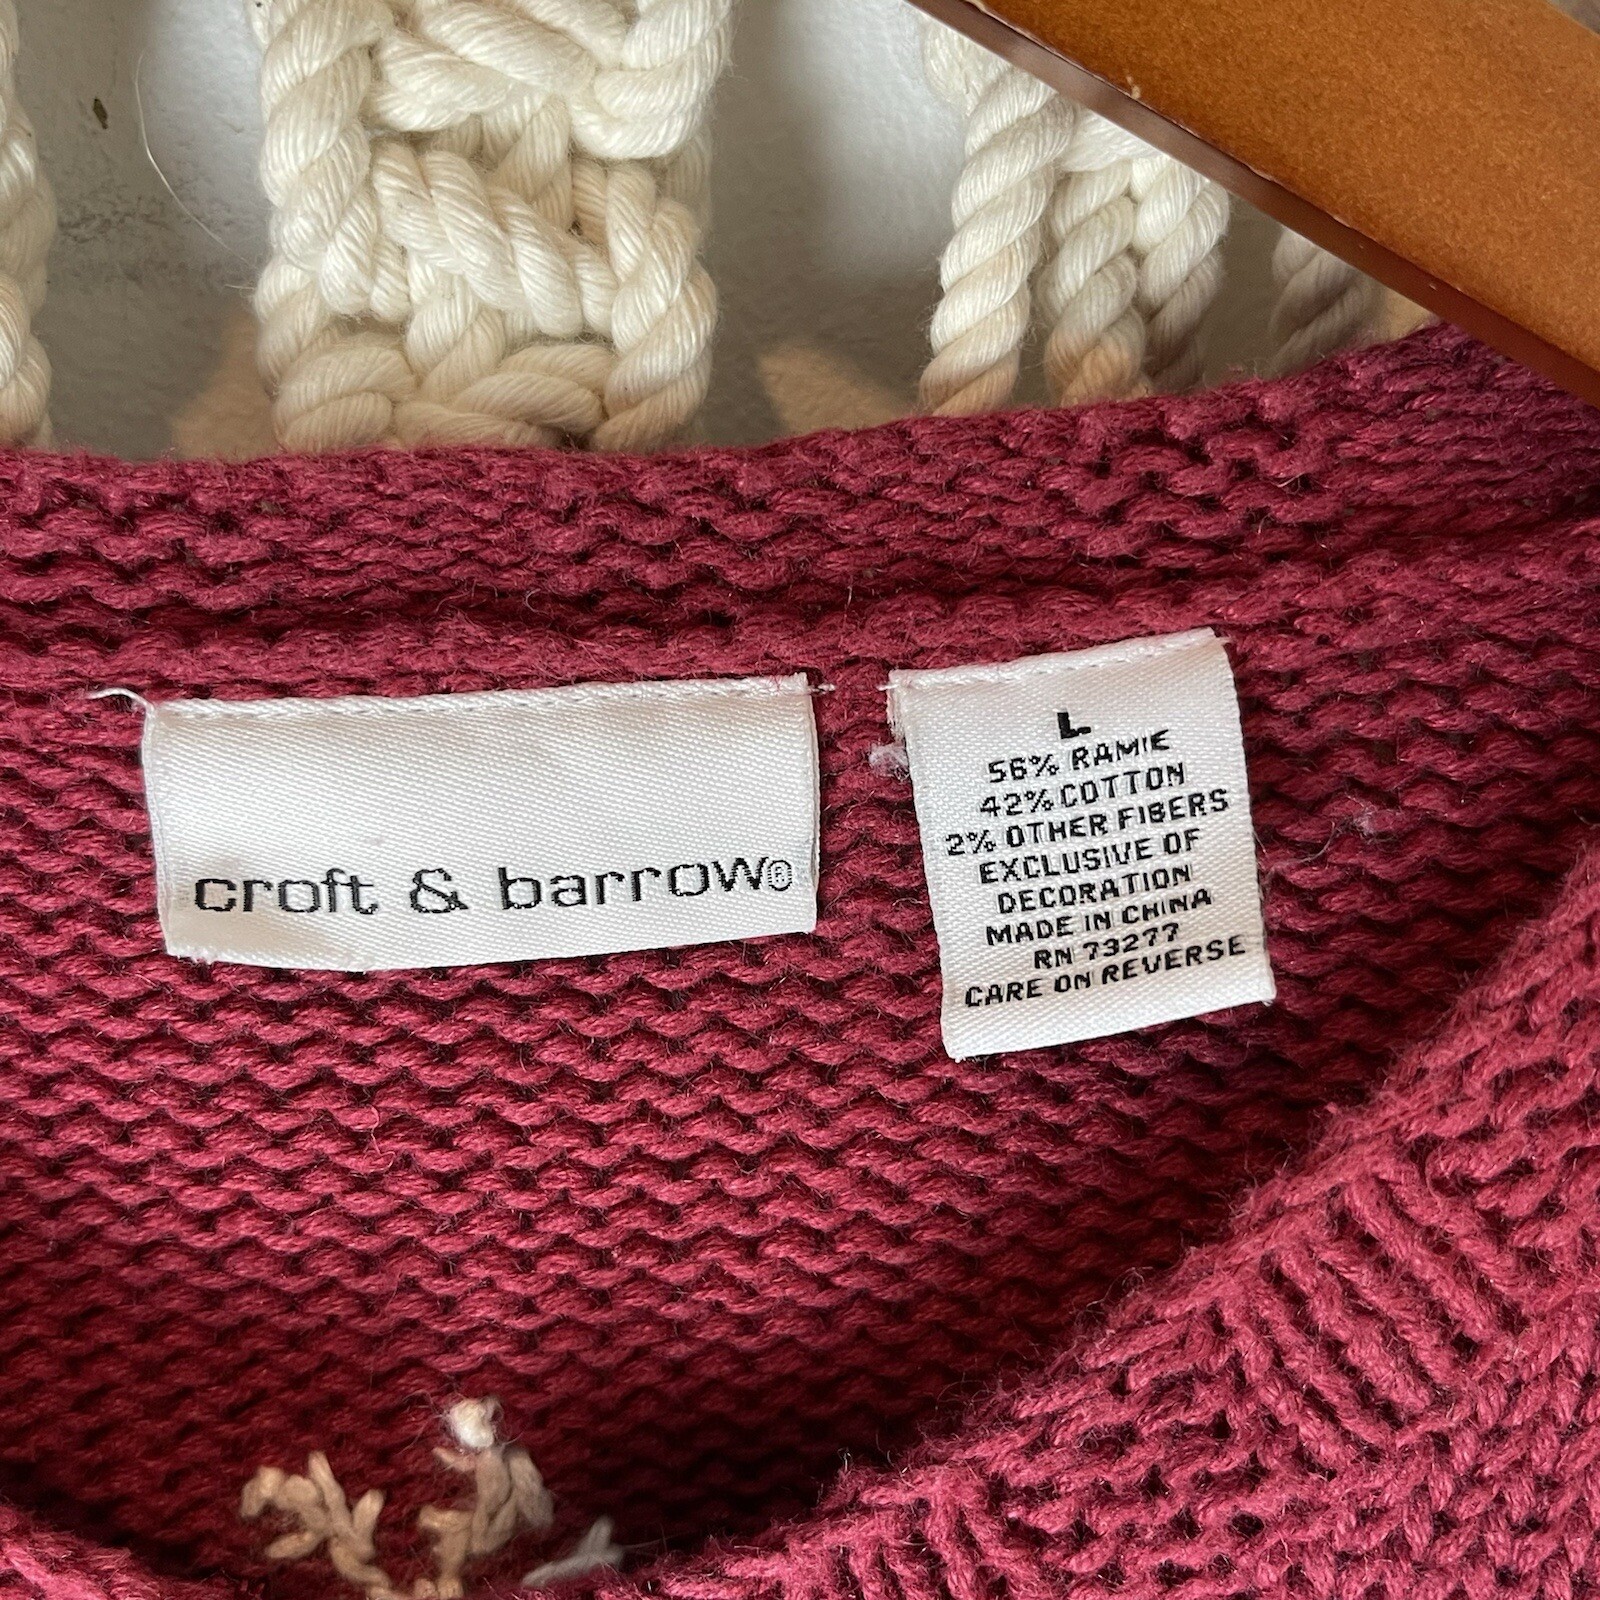 croft & barrow®
L
56% RAMIE
42% COTTON
2% OTHER FIBERS
EXCLUSIVE OF
DECORATION
MADE IN CHINA
RN 73277
CARE ON REVERSE